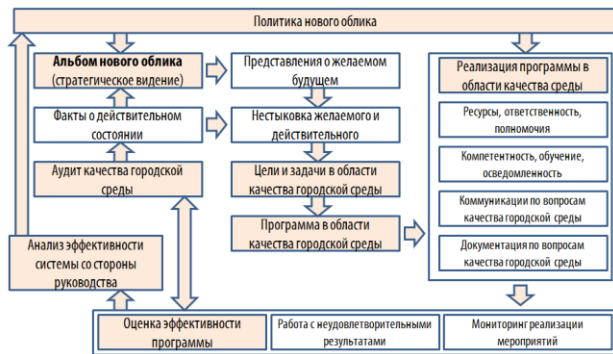 Политика нового облика
Альбом нового облика
(стратегическое видение)
Представления о желаемом
будущем
Реализация программы в
области качества среды
Факты о действительном
состоянии
Нестыковка желаемого и
действительного
Ресурсы, ответственность,
полномочия
Аудит качества городской
среды
Цели и задачи в области
качества городской среды
Компетентность, обучение,
осведомленность
Программа в области
качества городской среды
Коммуникации по вопросам
качества городской среды
Анализ эффективности
системы со стороны
руководства
Документация по вопросам
качества городской среды
Оценка эффективности
программы
Работа с неудовлетворительными
результатами
Мониторинг реализации
мероприятий